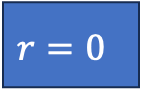 r = 0